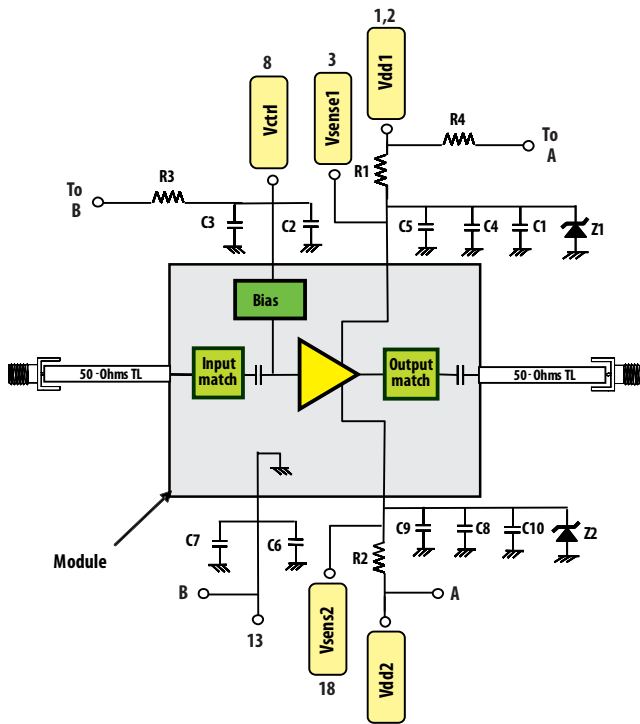 1,2
8
3
Vdd1
Vctrl
Vsense1
R4
To
A
R1
To
B
R3
C3
C2
C5
C4
C1
Z1
Bias
50 - Ohms TL
Input
match
Output
match
50 - Ohms TL
Module
C7
C6
C9
C8
C10
Z2
R2
B
A
13
Vsens2
18
Vdd2